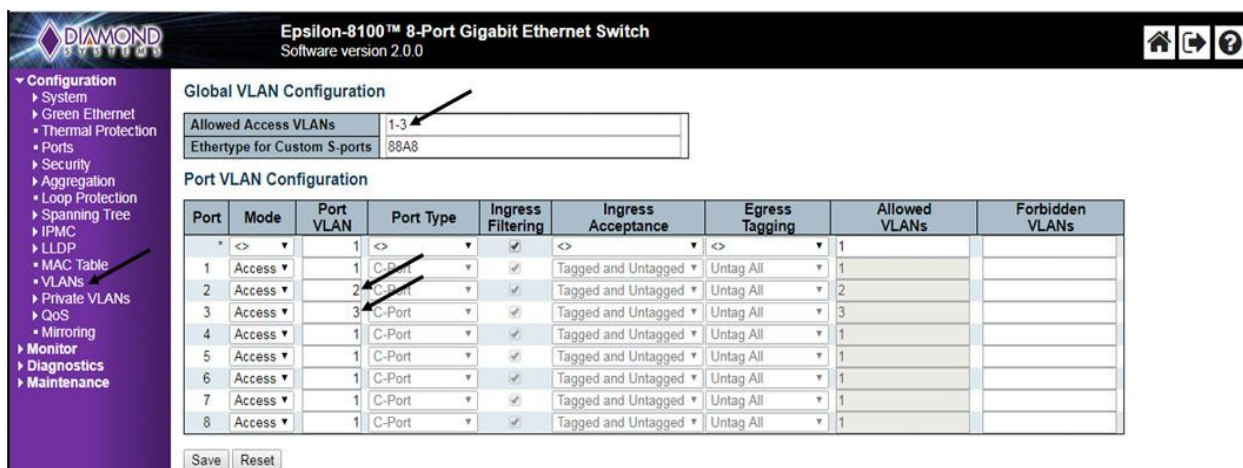 DIAMOND
SYSTEMS
Epsilon-8100™ 8-Port Gigabit Ethernet Switch
Software version 2.0.0
Configuration
System
Green Ethernet
Thermal Protection
Ports
Security
Aggregation
Loop Protection
Spanning Tree
IPMC
LLDP
MAC Table
VLANs
Private VLANs
QoS
Mirroring
Monitor
Diagnostics
Maintenance
Global VLAN Configuration
Allowed Access VLANs 1-3
Ethertype for Custom S-ports 88A8
Port VLAN Configuration
Port Mode Port VLAN Port Type Ingress Filtering Ingress Acceptance Egress Tagging Allowed VLANs Forbidden VLANs
* <> 1 <> <> <> 1
1 Access 1 C-Port Tagged and Untagged Untag All 1
2 Access 2 C-Port Tagged and Untagged Untag All 2
3 Access 3 C-Port Tagged and Untagged Untag All 3
4 Access 1 C-Port Tagged and Untagged Untag All 1
5 Access 1 C-Port Tagged and Untagged Untag All 1
6 Access 1 C-Port Tagged and Untagged Untag All 1
7 Access 1 C-Port Tagged and Untagged Untag All 1
8 Access 1 C-Port Tagged and Untagged Untag All 1
Save Reset